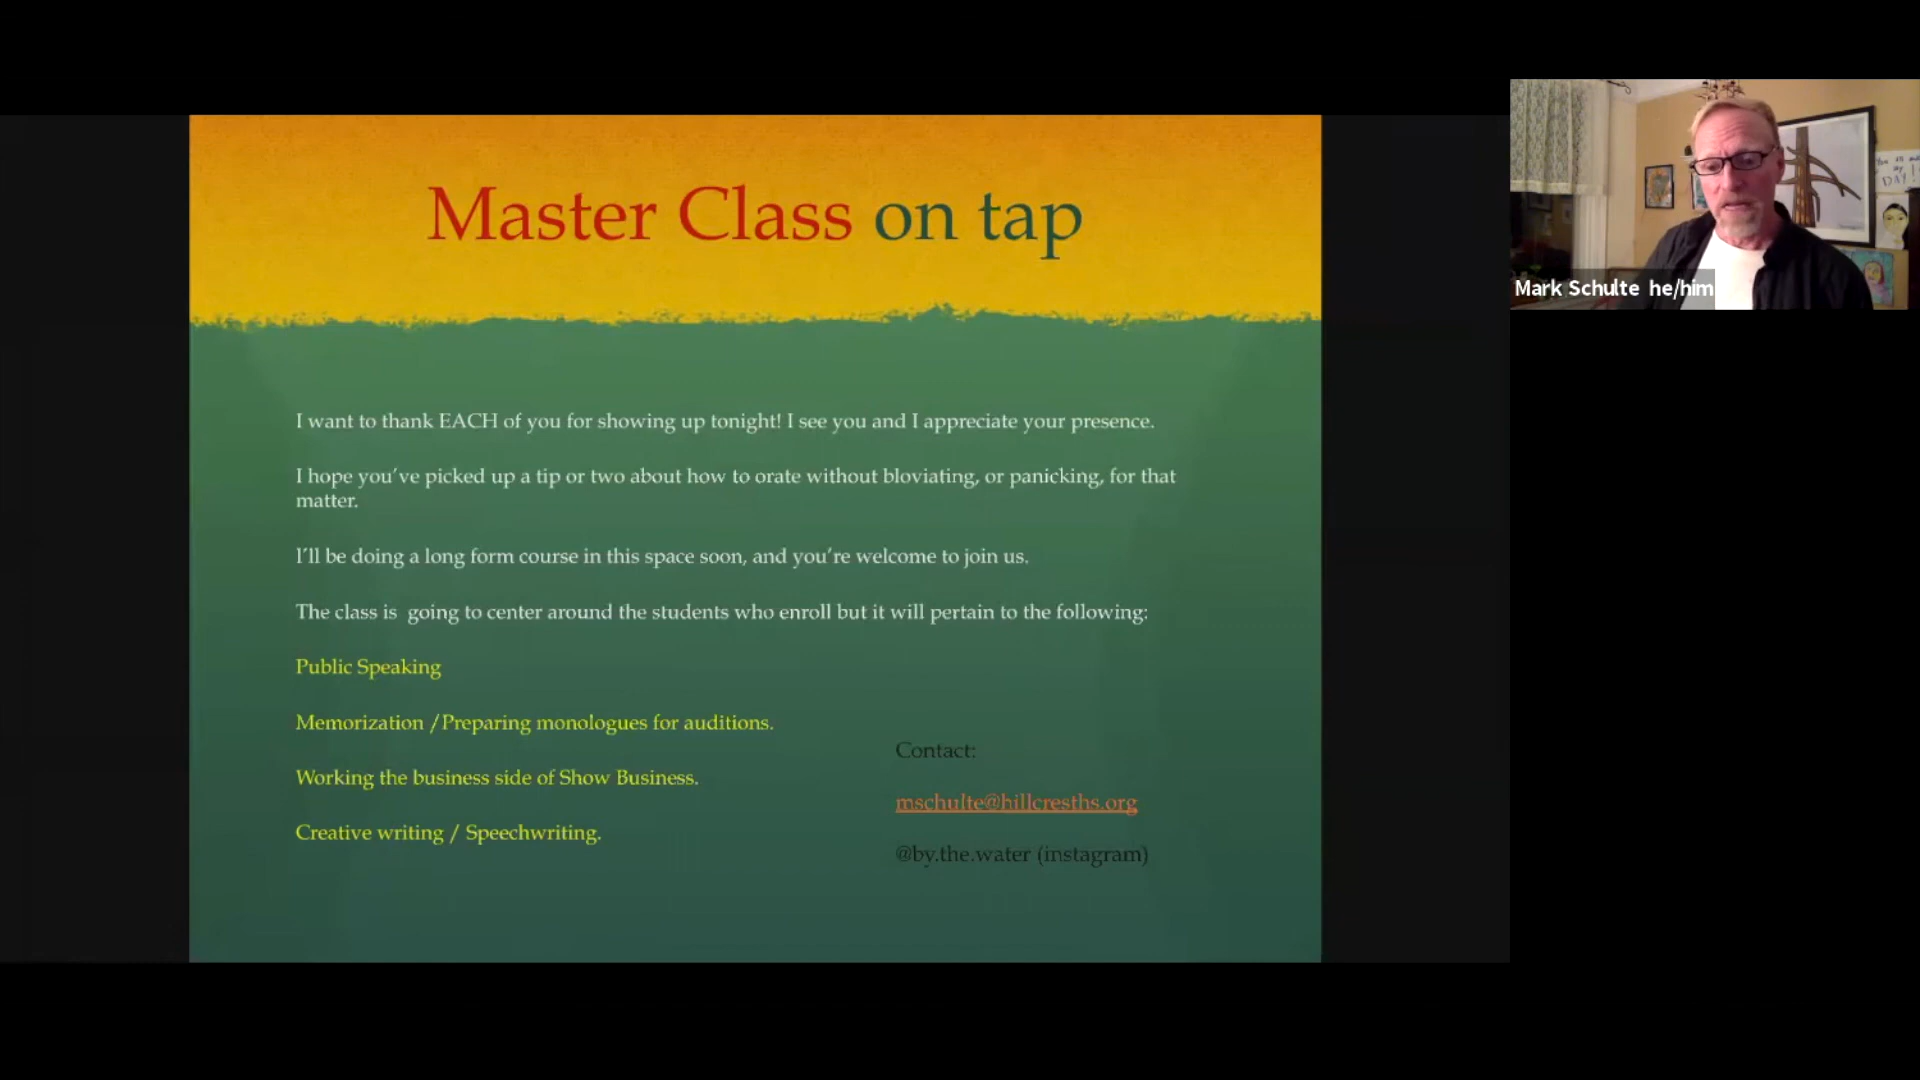 Master Class on tap
I want to thank EACH of you for showing up tonight! I see you and I appreciate your presence.
I hope you've picked up a tip or two about how to orate without bloviating, or panicking, for that
matter.
I'll be doing a long form course in this space soon, and you're welcome to join us.
The class is  going to center around the students who enroll but it will pertain to the following:
Public Speaking
Memorization /Preparing monologues for auditions.
Working the business side of Show Business.
Creative writing / Speechwriting.
Contact:
mschulte@hillcresths.org
@by.the.water (instagram)
Mark Schulte he/him
DAY!